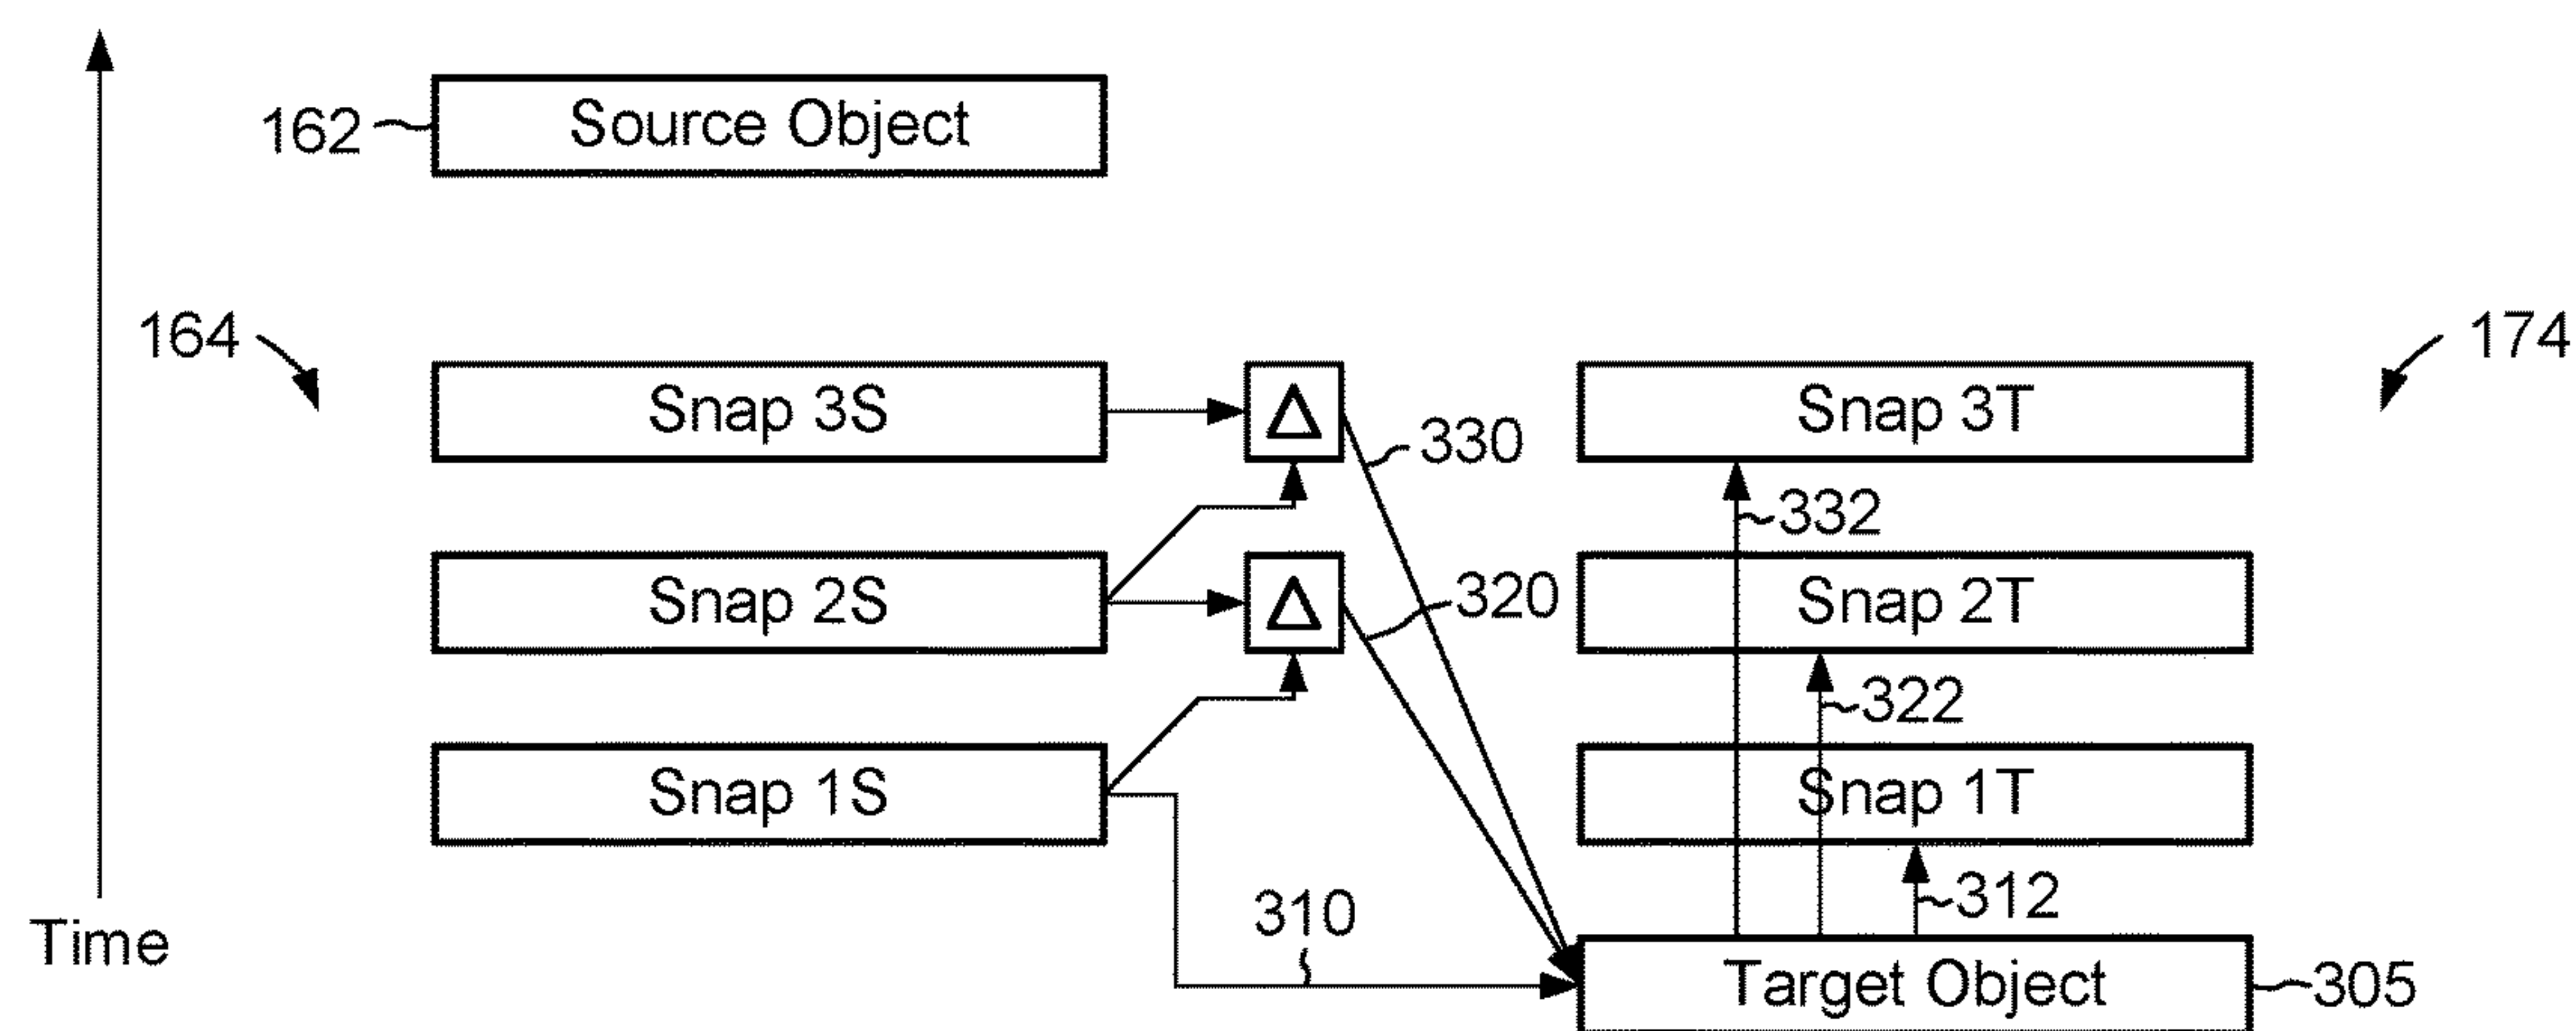 162 Source Object
164 174
Snap 3S Δ 330 Snap 3T
332
Snap 2S Δ 320 Snap 2T
322
Snap 1S Snap 1T
310 312
Time
Target Object 305